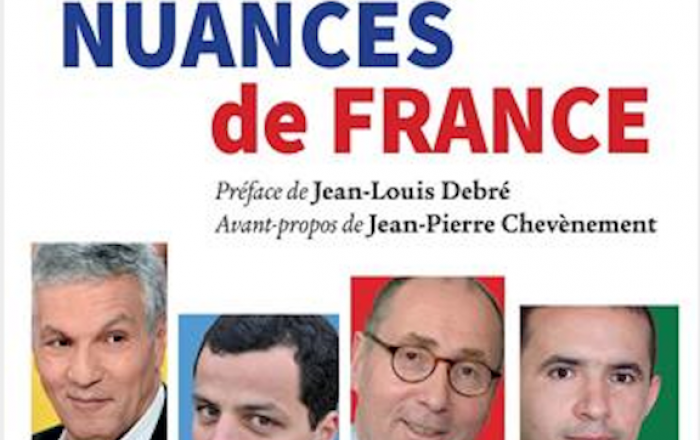 NUANCES
de FRANCE
Préface de Jean-Louis Debré
Avant-propos de Jean-Pierre Chevènement